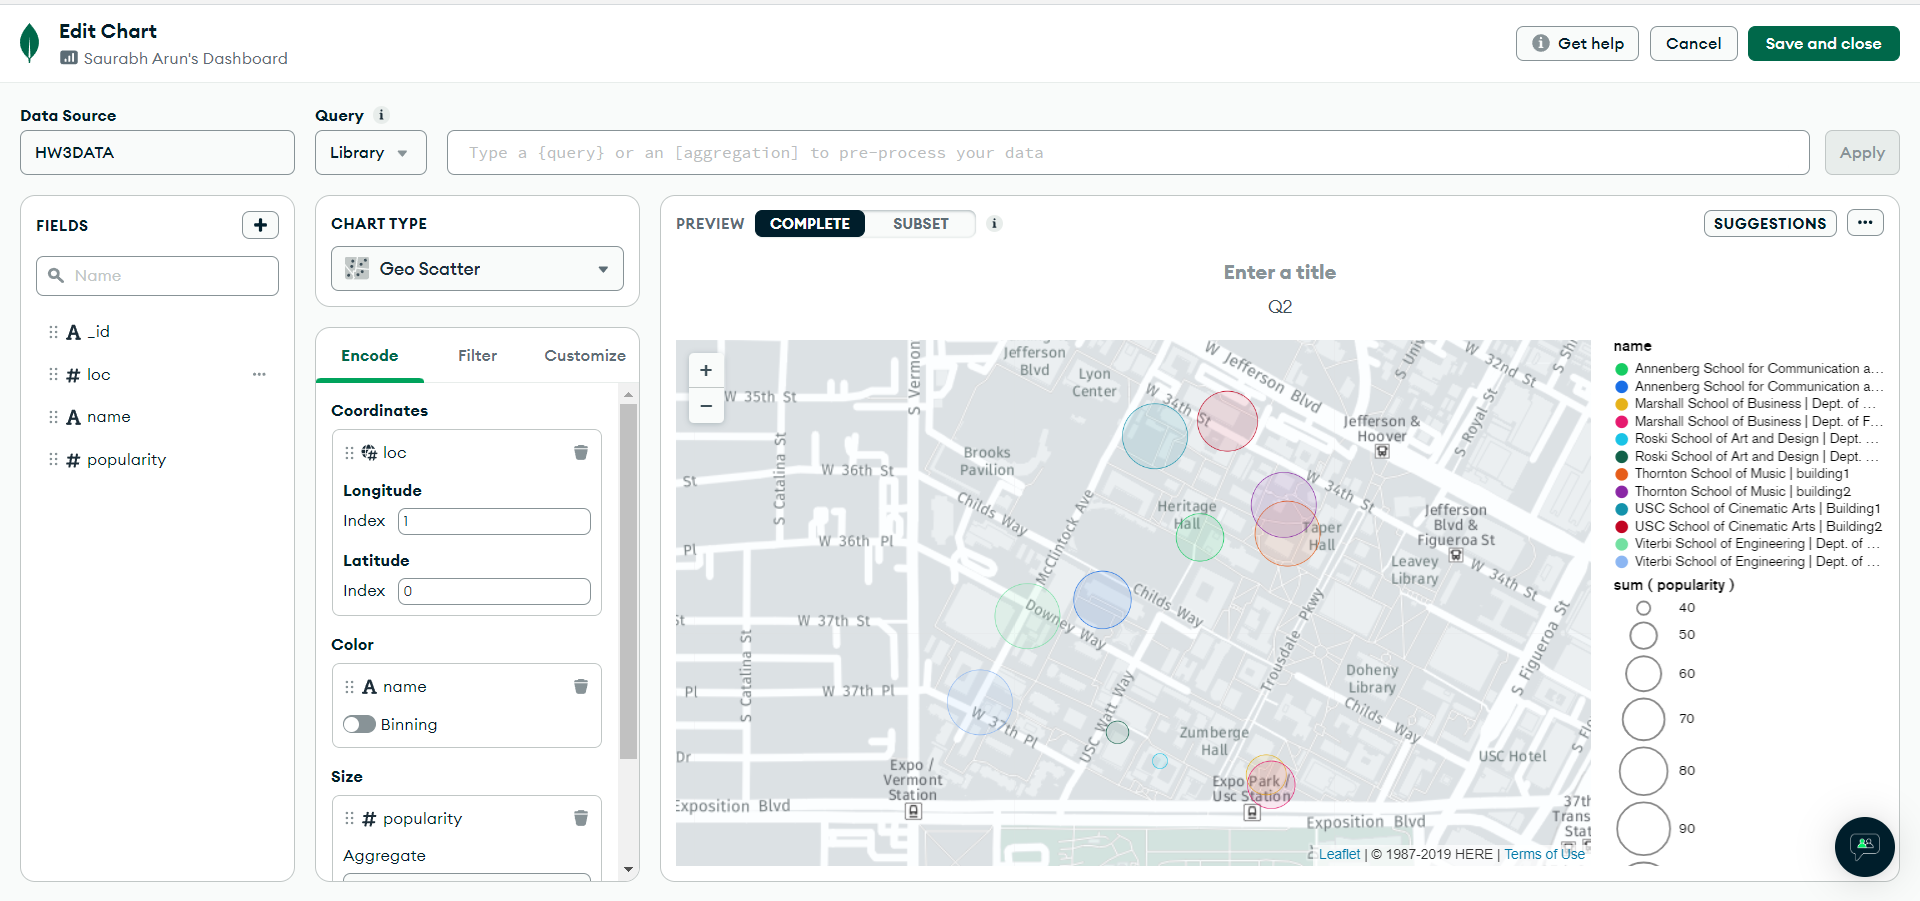 Edit Chart
Saurabh Arun's Dashboard
Get help
Cancel
Save and close
Data Source
HW3DATA
Query i
Library
Type a {query} or an [aggregation] to pre-process your data
Apply
FIELDS
+
Name
A _id
# loc ...
A name
# popularity
CHART TYPE
Geo Scatter
Encode Filter Customize
Coordinates
loc
Longitude
Index 1
Latitude
Index 0
Color
A name
Binning
Size
# popularity
Aggregate
PREVIEW COMPLETE SUBSET i
SUGGESTIONS ...
Enter a title
Q2
+
−
S Vermon
W 35th St
Jefferson
Blvd
Lyon
Center
W Jefferson Blvd
W 34th St
S Uni
W 32nd St
S Shi
S Royal St
Jefferson &
Hoover
Brooks
Pavilion
S Catalina St
W 36th St
St
Childs Way
McClintock Ave
Heritage
Hall
W 34th St
Taper
Hall
Jefferson
Blvd &
Figueroa St
Leavey
Library
W 34th St
W 36th Pl
Pl
Downey Way
Childs Way
Trousdale Pkwy
S Figueroa St
St
W 37th St
S Catalina St
Pl
W 37th Pl
W 37th Pl
USC Watt Way
Doheny
Library
Childs Way
Zumberge
Hall
USC Hotel
S Fi
Dr
Expo /
Vermont
Station
Expo Park /
Usc Station
Exposition Blvd
Exposition Blvd
37th
Trans
Stat
Leaflet | © 1987-2019 HERE | Terms of Use
name
Annenberg School for Communication a...
Annenberg School for Communication a...
Marshall School of Business | Dept. of ...
Marshall School of Business | Dept. of F...
Roski School of Art and Design | Dept. ...
Roski School of Art and Design | Dept. ...
Thornton School of Music | building1
Thornton School of Music | building2
USC School of Cinematic Arts | Building1
USC School of Cinematic Arts | Building2
Viterbi School of Engineering | Dept. of ...
Viterbi School of Engineering | Dept. of ...
sum ( popularity )
40
50
60
70
80
90